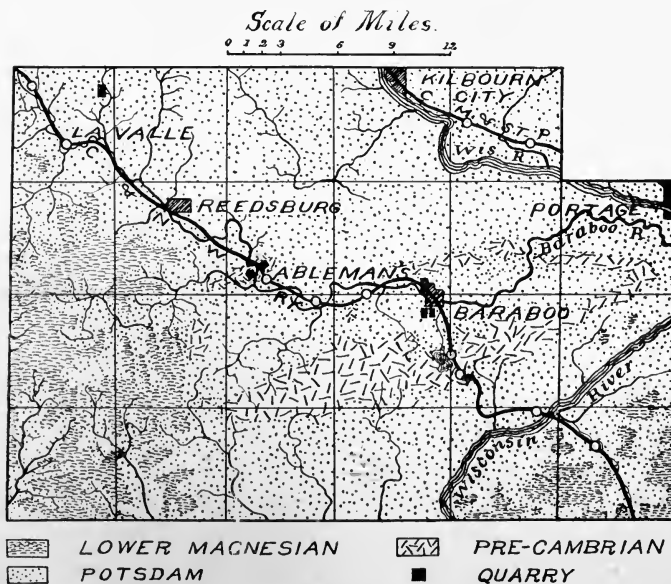 Scale of Miles.
0 1 2 3 6 9 12
KILBOURN
CITY
C. M. & ST. P.
Wis. R.
LA VALLE
C. & N. W. RY.
REEDSBURG
PORTAGE
Baraboo R.
ABLEMANS
BARABOO
Wisconsin River
LOWER MAGNESIAN
PRE-CAMBRIAN
POTSDAM
QUARRY